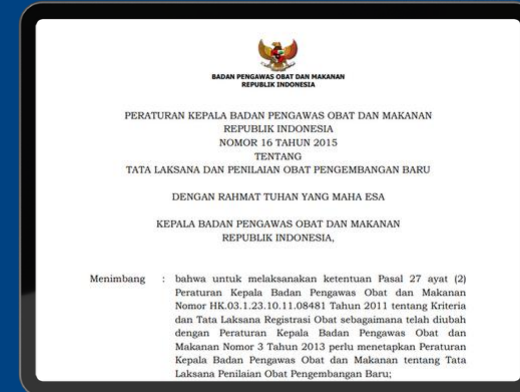 BADAN PENGAWAS OBAT DAN MAKANAN
REPUBLIK INDONESIA
PERATURAN KEPALA BADAN PENGAWAS OBAT DAN MAKANAN
REPUBLIK INDONESIA
NOMOR 16 TAHUN 2015
TENTANG
TATA LAKSANA DAN PENILAIAN OBAT PENGEMBANGAN BARU
DENGAN RAHMAT TUHAN YANG MAHA ESA
KEPALA BADAN PENGAWAS OBAT DAN MAKANAN
REPUBLIK INDONESIA,
Menimbang : bahwa untuk melaksanakan ketentuan Pasal 27 ayat (2)
Peraturan Kepala Badan Pengawas Obat dan Makanan
Nomor HK.03.1.23.10.11.08481 Tahun 2011 tentang Kriteria
dan Tata Laksana Registrasi Obat sebagaimana telah diubah
dengan Peraturan Kepala Badan Pengawas Obat dan
Makanan Nomor 3 Tahun 2013 perlu menetapkan Peraturan
Kepala Badan Pengawas Obat dan Makanan tentang Tata
Laksana Penilaian Obat Pengembangan Baru;